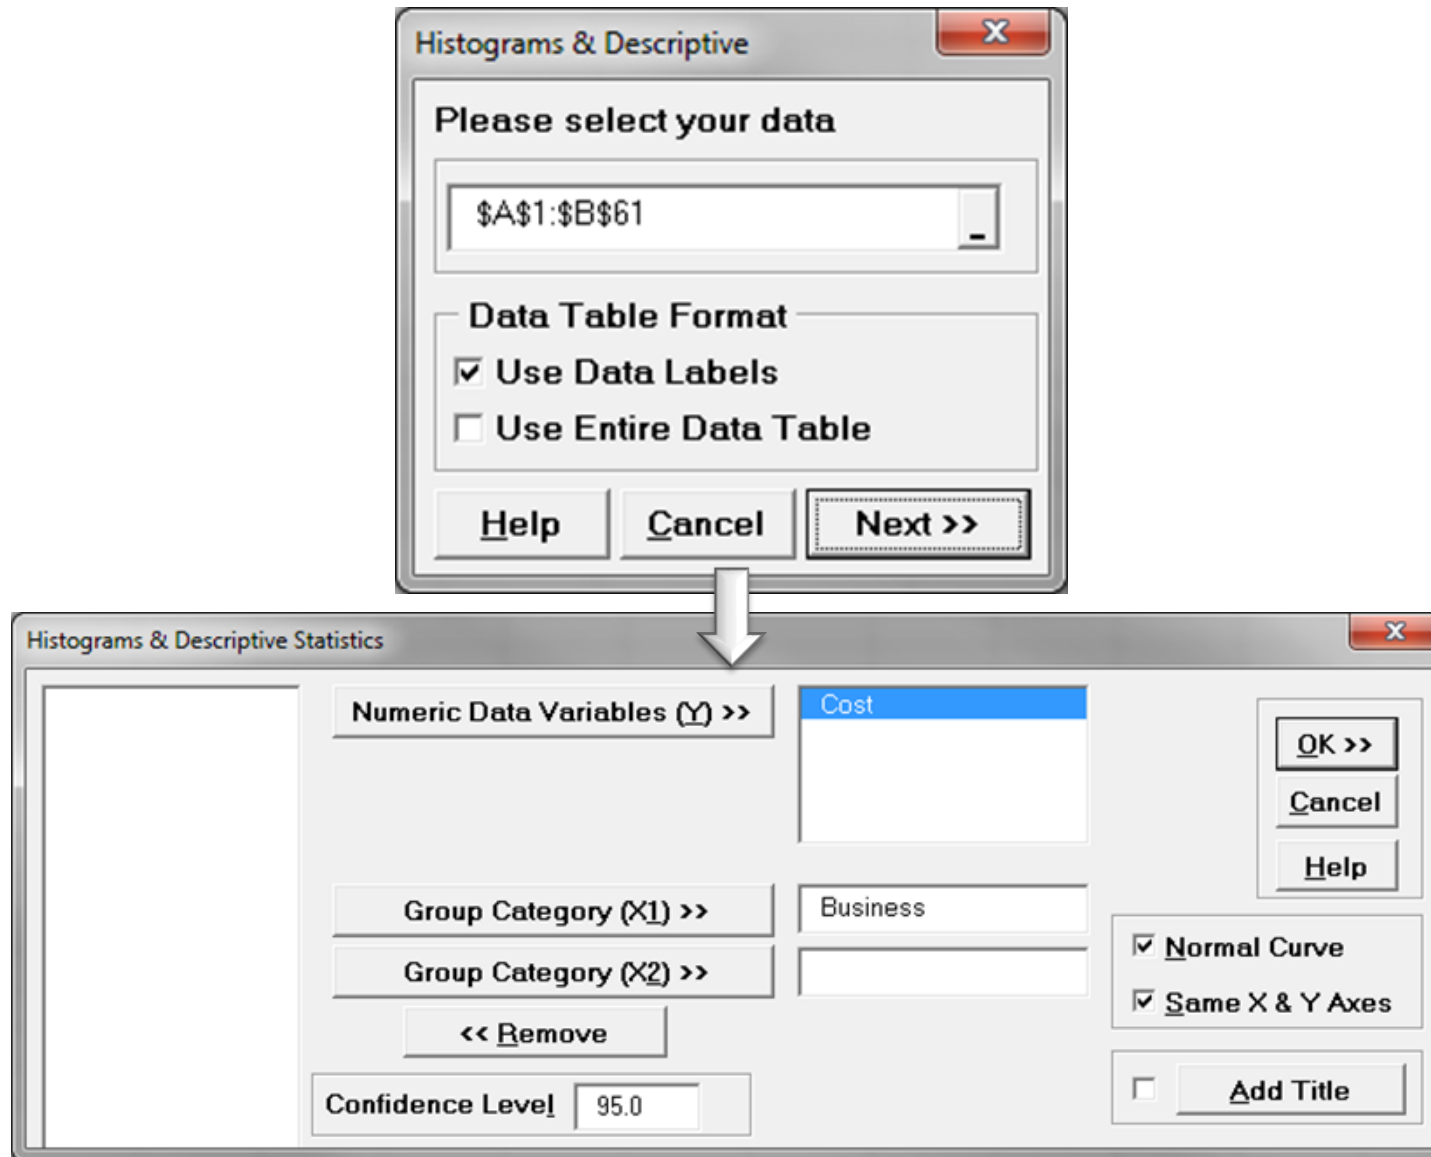 Histograms & Descriptive
Please select your data
$A$1:$B$61
Data Table Format
Use Data Labels
Use Entire Data Table
Help Cancel Next >>
Histograms & Descriptive Statistics
Numeric Data Variables (Y) >> Cost
OK >>
Cancel
Help
Group Category (X1) >> Business
Group Category (X2) >>
<< Remove
Normal Curve
Same X & Y Axes
Confidence Level 95.0
Add Title